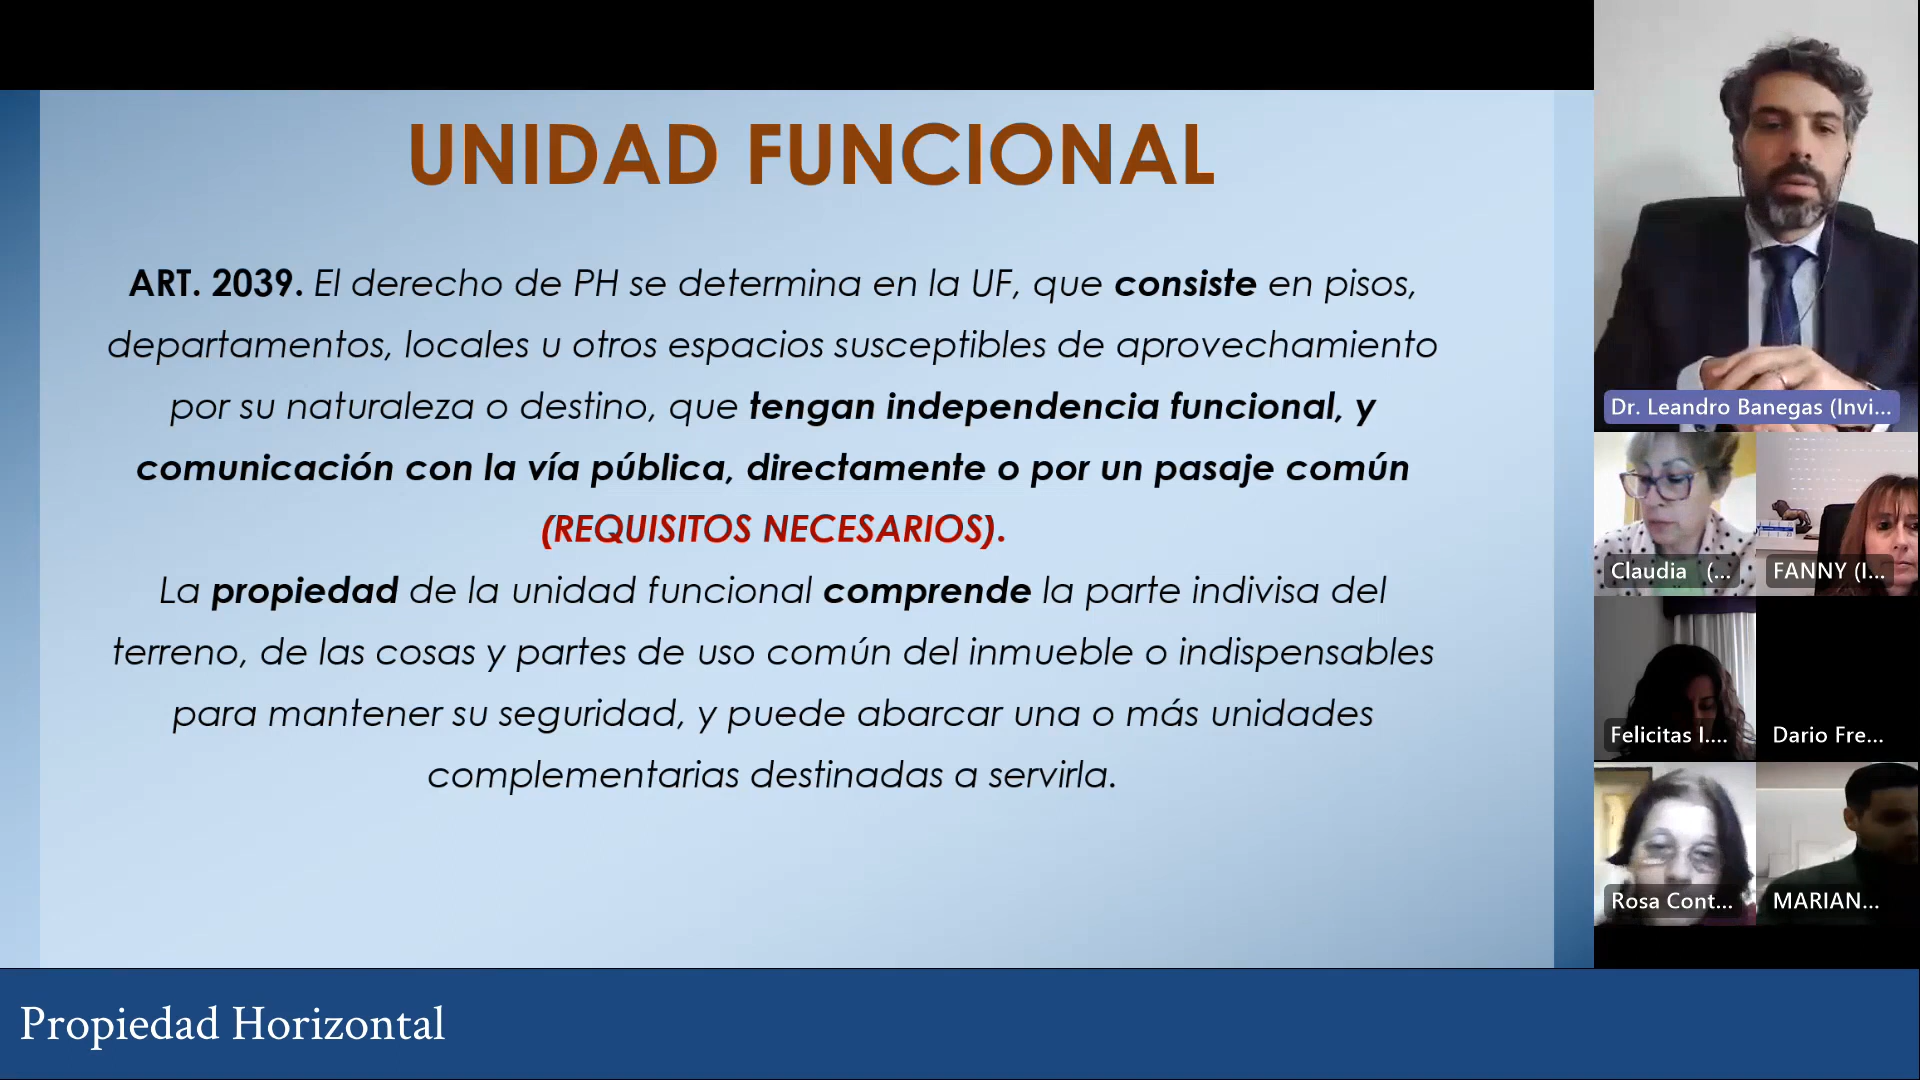 UNIDAD FUNCIONAL
ART. 2039. El derecho de PH se determina en la UF, que consiste en pisos,
departamentos, locales u otros espacios susceptibles de aprovechamiento
por su naturaleza o destino, que tengan independencia funcional, y
comunicación con la vía pública, directamente o por un pasaje común
(REQUISITOS NECESARIOS).
La propiedad de la unidad funcional comprende la parte indivisa del
terreno, de las cosas y partes de uso común del inmueble o indispensables
para mantener su seguridad, y puede abarcar una o más unidades
complementarias destinadas a servirla.
Dr. Leandro Banegas (Invi...
Claudia (...
FANNY (I...
Felicitas I....
Dario Fre...
Rosa Cont...
MARIAN...
Propiedad Horizontal